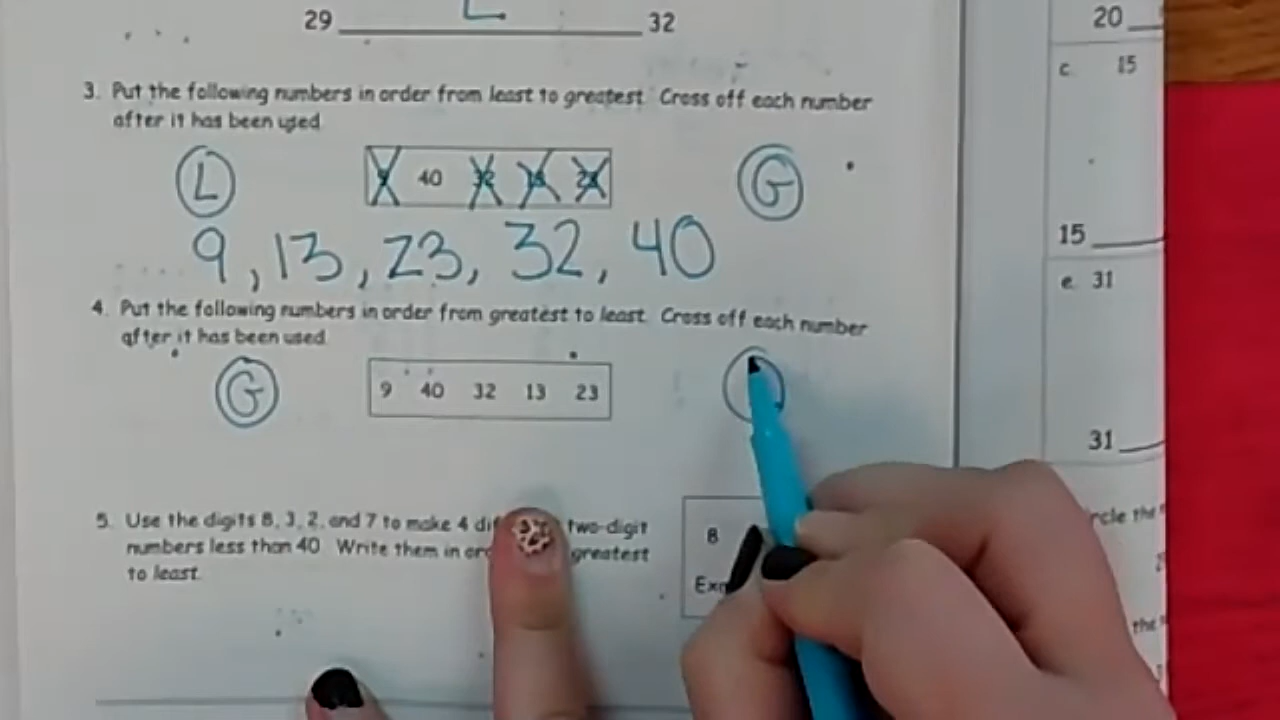 29 32
3. Put the following numbers in order from least to greatest. Cross off each number
after it has been used.
L 40 G
9, 13, 23, 32, 40
4. Put the following numbers in order from greatest to least. Cross off each number
after it has been used.
G
9 40 32 13 23
5. Use the digits 8, 3, 2, and 7 to make 4 two-digit
numbers less than 40. Write them in greatest
to least.
8
20
c. 15
15
e. 31
31
the